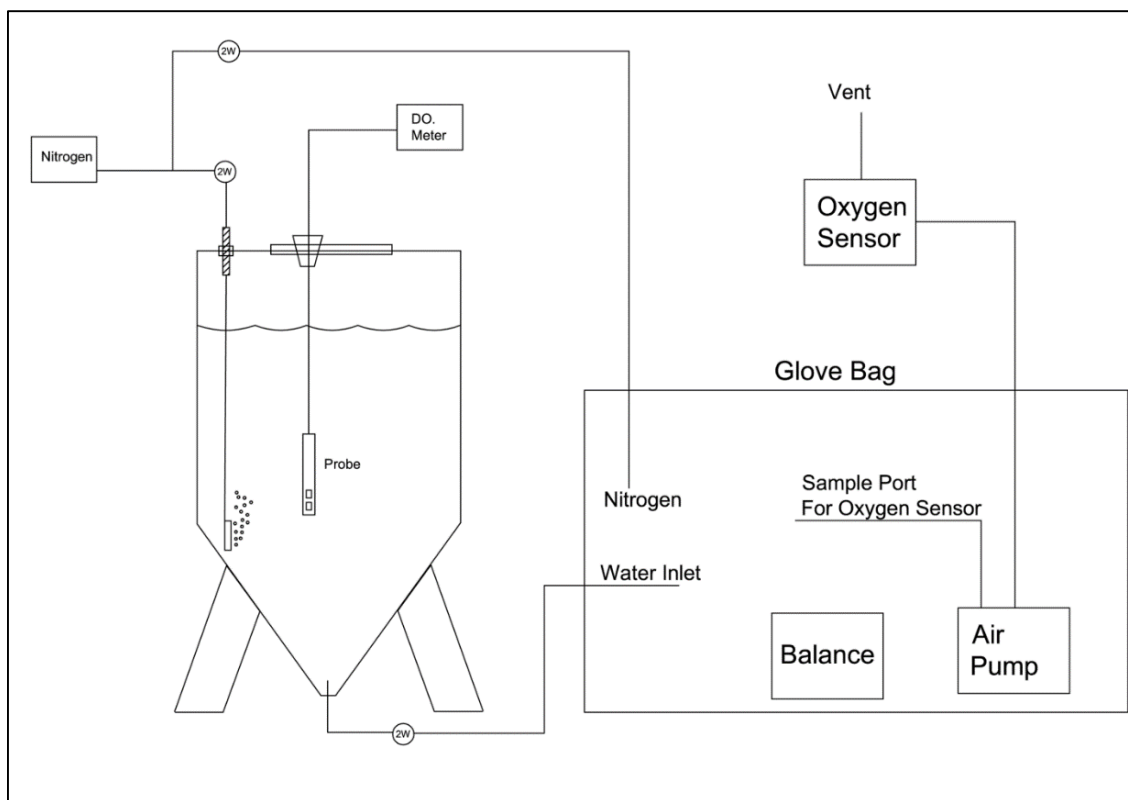 2W
DO.
Meter
Vent
Nitrogen
2W
Oxygen
Sensor
Glove Bag
Probe
Nitrogen
Sample Port
For Oxygen Sensor
Water Inlet
Balance
Air
Pump
2W